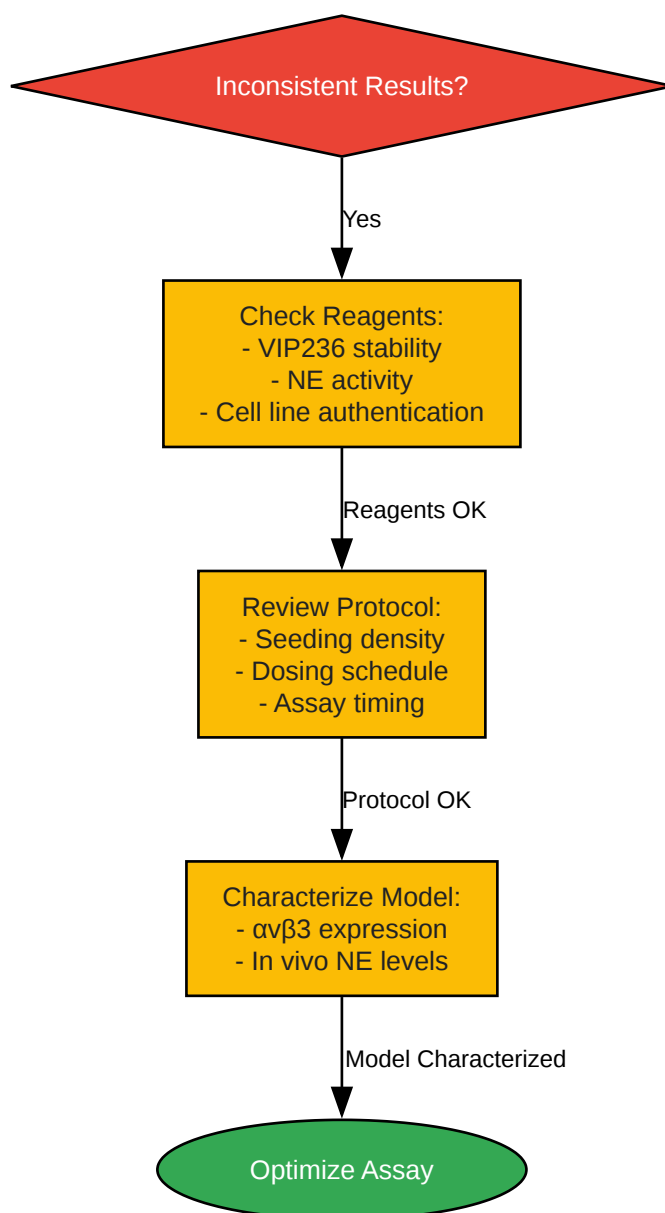 Inconsistent Results?
Yes
Check Reagents:
- VIP236 stability
- NE activity
- Cell line authentication
Reagents OK
Review Protocol:
- Seeding density
- Dosing schedule
- Assay timing
Protocol OK
Characterize Model:
- αvβ3 expression
- In vivo NE levels
Model Characterized
Optimize Assay